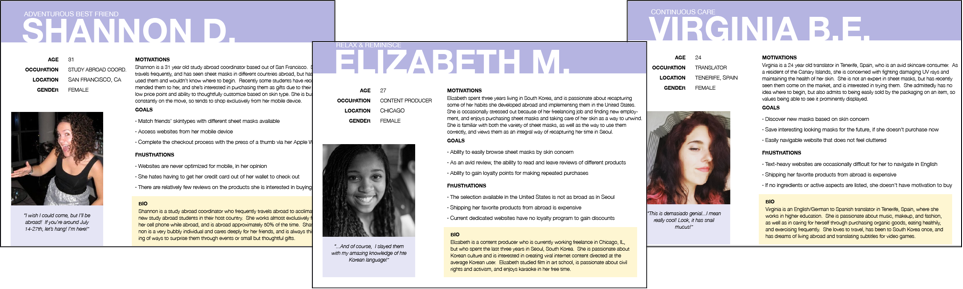 ADVENTUROUS BEST FRIEND
SHANNON D.
AGE 31
OCCUPATION STUDY ABROAD COORD.
LOCATION SAN FRANCISCO, CA
GENDER FEMALE
MOTIVATIONS
Shannon is a 31 year old study abroad coordinator based out of San Francisco.
travels frequently, and has seen sheet masks in different countries abroad, but
used them and wouldn't know where to begin. Recently some students have
mended them to her, and she's interested in purchasing them as gifts due to their
low price point and ability to thoughtfully customize based on skin type. She is
constantly on the move, so tends to shop exclusively from her mobile device.
GOALS
- Match friends' skintypes with different sheet masks available
- Access websites from her mobile device
- Complete the checkout process with the press of a thumb via her Apple
FRUSTRATIONS
- Websites are never optimized for mobile, in her opinion
- She hates having to get her credit card out of her wallet to check out
- There are relatively few reviews on the products she is interested in buying
"I wish I could come, but I'll be
abroad! If you're around July
14-27th, let's hang! I'm here!"
BIO
Shannon is a study abroad coordinator who frequently travels abroad to
new study abroad students in their host country. She works almost exclusively
her cell phone while abroad, and is abroad approximately 60% of the time.
non is a very bubbly individual and cares deeply for her friends, and is always
ing of ways to surprise them through events or small but thoughtful gifts.
RELAX & REMINISCE
ELIZABETH M.
AGE 27
OCCUPATION CONTENT PRODUCER
LOCATION CHICAGO
GENDER FEMALE
MOTIVATIONS
Elizabeth spent three years living in South Korea, and is passionate about recapturing
some of her habits she developed abroad and implementing them in the United States.
She is occasionally stressed out because of her freelancing job and finding new employ-
ment, and enjoys purchasing sheet masks and taking care of her skin as a way to unwind.
She is familiar with both the variety of sheet masks, as well as the way to use them
correctly, and views them as an integral way of recapturing her time in Seoul.
GOALS
- Ability to easily browse sheet masks by skin concern
- As an avid review, the ability to read and leave reviews of different products
- Ability to gain loyalty points for making repeated purchases
FRUSTRATIONS
- The selection available in the United States is not as broad as in Seoul
- Shipping her favorite products from abroad is expensive
- Current dedicated websites have no loyalty program to gain discounts
"...And of course, I slayed them
with my amazing knowledge of the
Korean language!"
BIO
Elizabeth is a content producer who is currently working freelance in Chicago, IL,
but who spent the last three years in Seoul, South Korea. She is passionate about
Korean culture and is interested in creating viral internet content directed at the
average Korean user. Elizabeth studied film in art school, is passionate about civil
rights and activism, and enjoys karaoke in her free time.
CONTINUOUS CARE
VIRGINIA B.E.
AGE 24
OCCUPATION TRANSLATOR
LOCATION TENERIFE, SPAIN
GENDER FEMALE
MOTIVATIONS
Virginia is a 24 year old translator in Tenerife, Spain, who is an avid skincare consumer. As
a resident of the Canary Islands, she is concerned with fighting damaging UV rays and
maintaining the health of her skin. She is not an expert in sheet masks, but has recently
seen them come on the market, and is interested in trying them. She admittedly has no
idea where to begin, but also admits to being easily sold by the packaging on an item, so
values being able to see it prominently displayed.
GOALS
- Discover new masks based on skin concern
- Save interesting looking masks for the future, if she doesn't purchase now
- Easily navigable website that does not feel cluttered
FRUSTRATIONS
- Text-heavy websites are occasionally difficult for her to navigate in English
- Shipping her favorite products from abroad is expensive
- If no ingredients or active aspects are listed, she doesn't have motivation to buy
"This is demasiado genial...I mean
really cool! Look, it has snail
mucus!"
BIO
Virginia is an English/German to Spanish translator in Tenerife, Spain, where she
works in higher education. She is passionate about music, makeup, and fashion,
as well as in caring for herself through purchasing organic goods, eating healthily,
and exercising frequently. She loves to travel, has been to South Korea once, and
has dreams of living abroad and translating subtitles for video games.